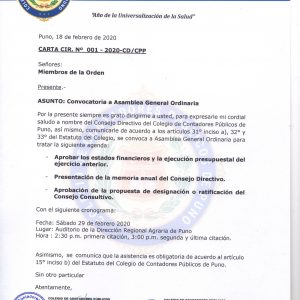 "Año de la Universalización de la Salud"
Puno, 18 de febrero de 2020
CARTA CIR. Nº 001 - 2020-CD/CPP
Señores:
Miembros de la Orden
Presente.-
ASUNTO: Convocatoria a Asamblea General Ordinaria
Por la presente siempre es grato dirigirme a usted, para expresarle mi cordial
saludo a nombre del Consejo Directivo del Colegio de Contadores Públicos de
Puno, así mismo, comunicarle de acuerdo a los artículos 31° inciso a), 32° y
33° del Estatuto del Colegio, se convoca a Asamblea General Ordinaria para
tratar la siguiente agenda:
- Aprobar los estados financieros y la ejecución presupuestal del
ejercicio anterior.
- Presentación de la memoria anual del Consejo Directivo.
- Aprobación de la propuesta de designación o ratificación del
Consejo Consultivo.
Con el siguiente cronograma:
Fecha: Sábado 29 de febrero 2020
Lugar: Auditorio de la Dirección Regional Agraria de Puno
Hora : 2:30 p.m. primera citación, 3:00 p.m. segunda y última citación.
Asimismo, se comunica que la asistencia es obligatoria de acuerdo al artículo
15° inciso b) del Estatuto del Colegio de Contadores Públicos de Puno.
Sin otro particular
Atentamente,